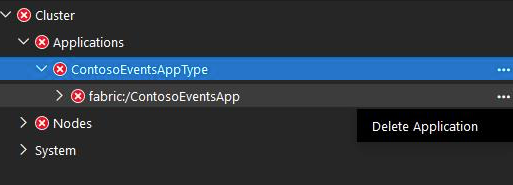 Cluster
Applications
ContosoEventsAppType
fabric:/ContosoEventsApp
Nodes
Delete Application
System